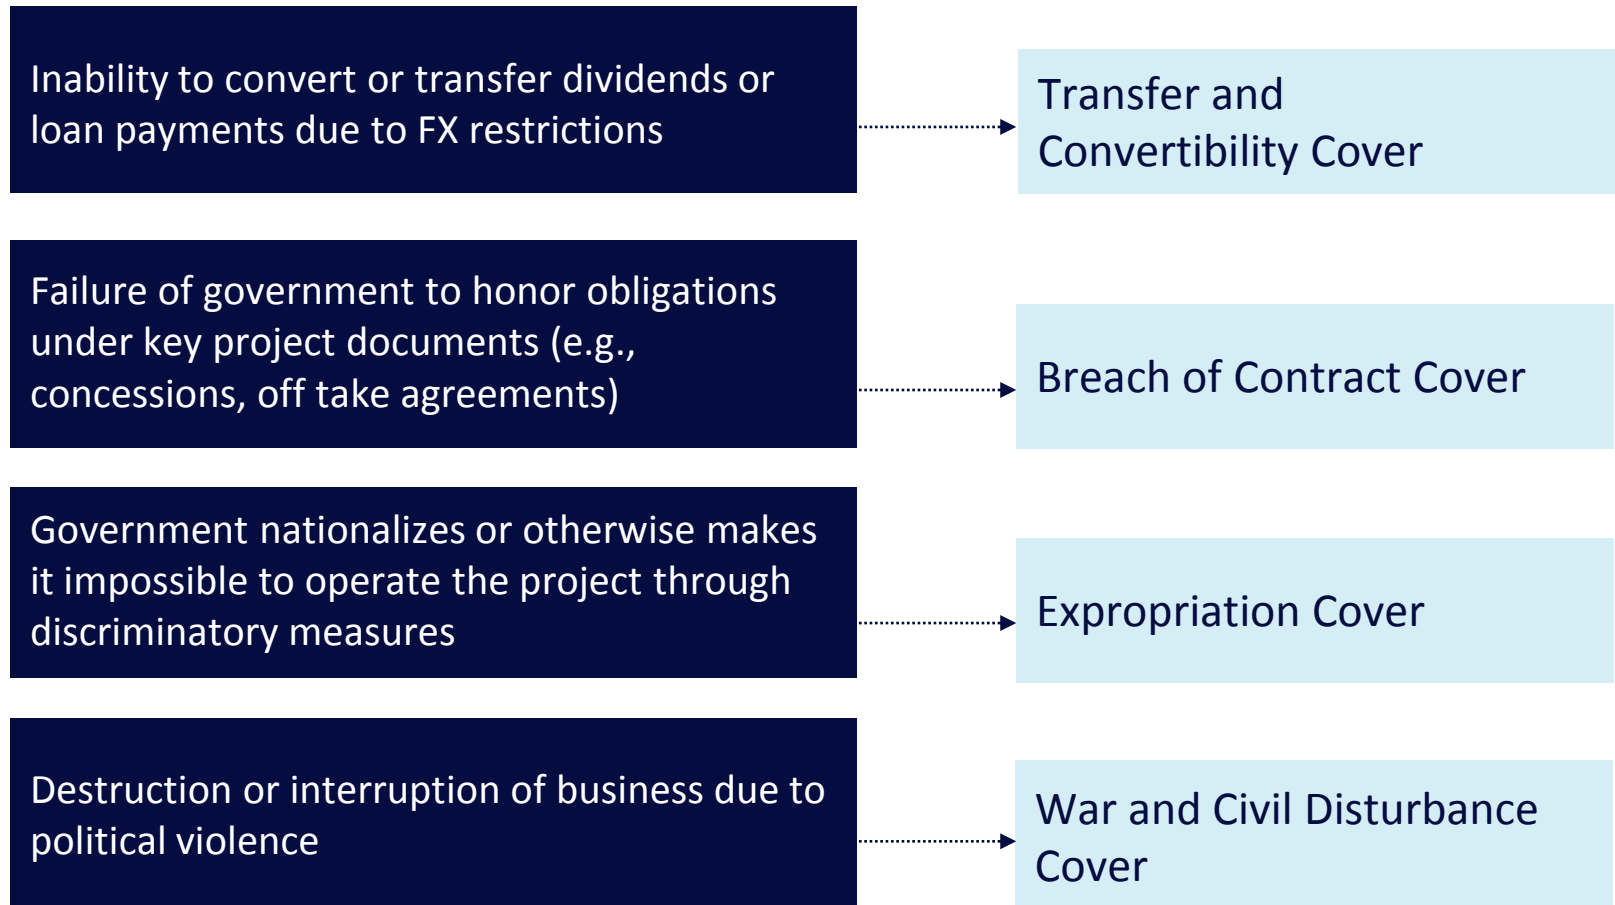 Inability to convert or transfer dividends or
loan payments due to FX restrictions
Transfer and
Convertibility Cover
Failure of government to honor obligations
under key project documents (e.g.,
concessions, off take agreements)
Breach of Contract Cover
Government nationalizes or otherwise makes
it impossible to operate the project through
discriminatory measures
Expropriation Cover
Destruction or interruption of business due to
political violence
War and Civil Disturbance
Cover